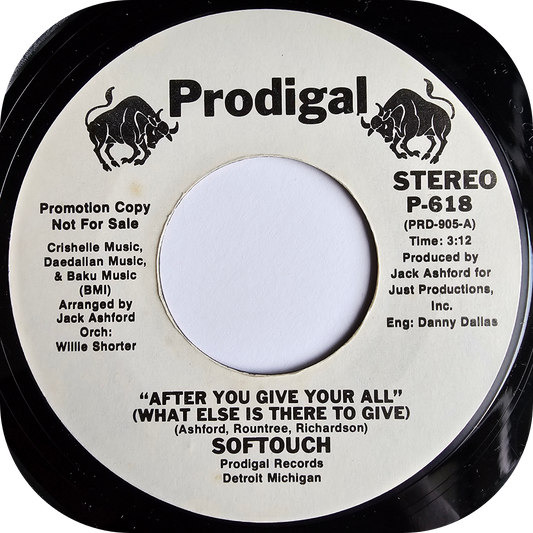 Prodigal
Promotion Copy
Not For Sale
Crishelle Music,
Daedalian Music,
& Baku Music
(BMI)
Arranged by
Jack Ashford
Orch:
Willie Shorter
STEREO
P-618
(PRD-905-A)
Time: 3:12
Produced by
Jack Ashford for
Just Productions,
Inc.
Eng: Danny Dallas
“AFTER YOU GIVE YOUR ALL”
(WHAT ELSE IS THERE TO GIVE)
(Ashford, Rountree, Richardson)
SOFTOUCH
Prodigal Records
Detroit Michigan